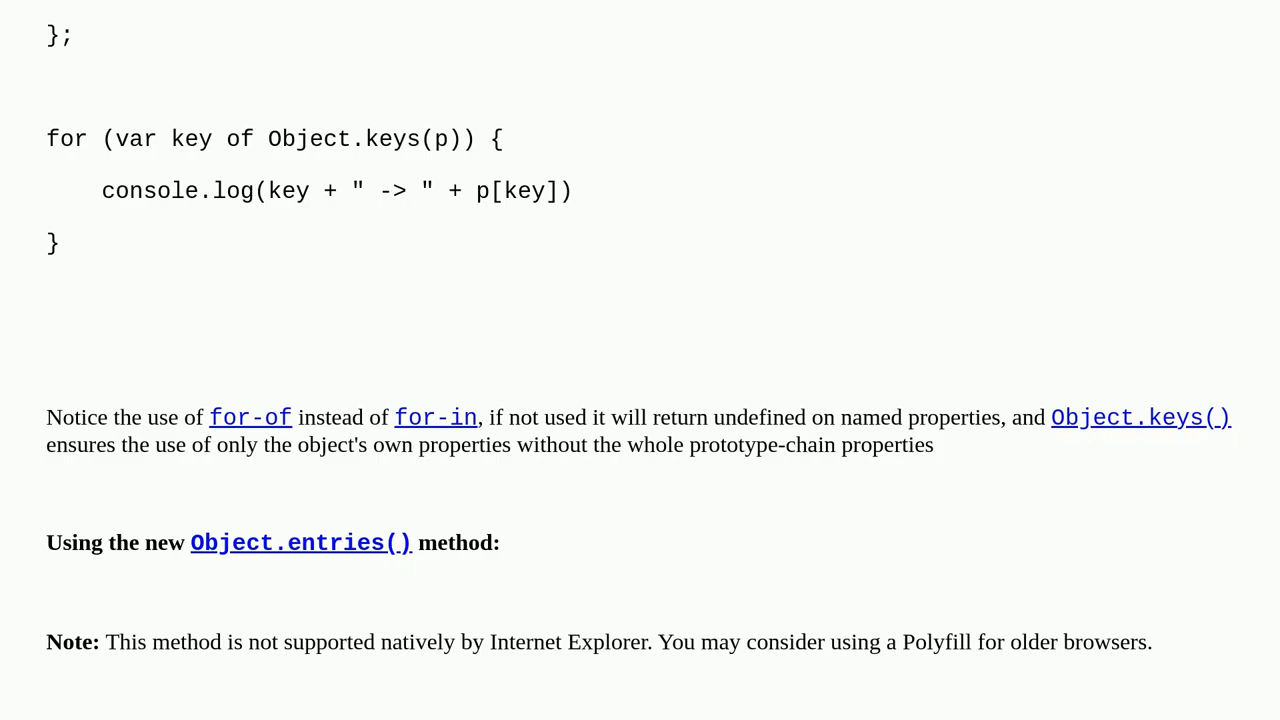 };
for (var key of Object.keys(p)) {
    console.log(key + " -> " + p[key])
}
Notice the use of for-of instead of for-in, if not used it will return undefined on named properties, and Object.keys()
ensures the use of only the object's own properties without the whole prototype-chain properties
Using the new Object.entries() method:
Note: This method is not supported natively by Internet Explorer. You may consider using a Polyfill for older browsers.